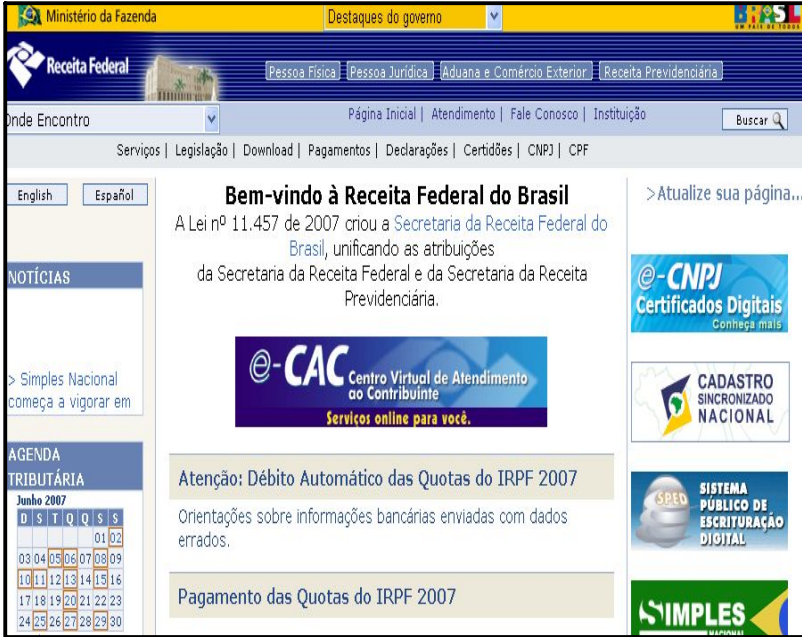 Ministério da Fazenda
Destaques do governo
BRASIL
UM PAÍS DE TODOS
Receita Federal
Pessoa Física
Pessoa Jurídica
Aduana e Comércio Exterior
Receita Previdenciária
Onde Encontro
Página Inicial | Atendimento | Fale Conosco | Instituição
Buscar
Serviços | Legislação | Download | Pagamentos | Declarações | Certidões | CNPJ | CPF
English
Español
NOTÍCIAS
> Simples Nacional
começa a vigorar em
AGENDA
TRIBUTÁRIA
Junho 2007
D S T Q Q S S
01 02
03 04 05 06 07 08 09
10 11 12 13 14 15 16
17 18 19 20 21 22 23
24 25 26 27 28 29 30
Bem-vindo à Receita Federal do Brasil
A Lei nº 11.457 de 2007 criou a Secretaria da Receita Federal do
Brasil, unificando as atribuições
da Secretaria da Receita Federal e da Secretaria da Receita
Previdenciária.
e-CAC Centro Virtual de Atendimento
ao Contribuinte
Serviços online para você.
Atenção: Débito Automático das Quotas do IRPF 2007
Orientações sobre informações bancárias enviadas com dados
errados.
Pagamento das Quotas do IRPF 2007
>Atualize sua página...
e-CNPJ
Certificados Digitais
Conheça mais
CADASTRO
SINCRONIZADO
NACIONAL
SPED
SISTEMA
PÚBLICO DE
ESCRITURAÇÃO
DIGITAL
SIMPLES
NACIONAL